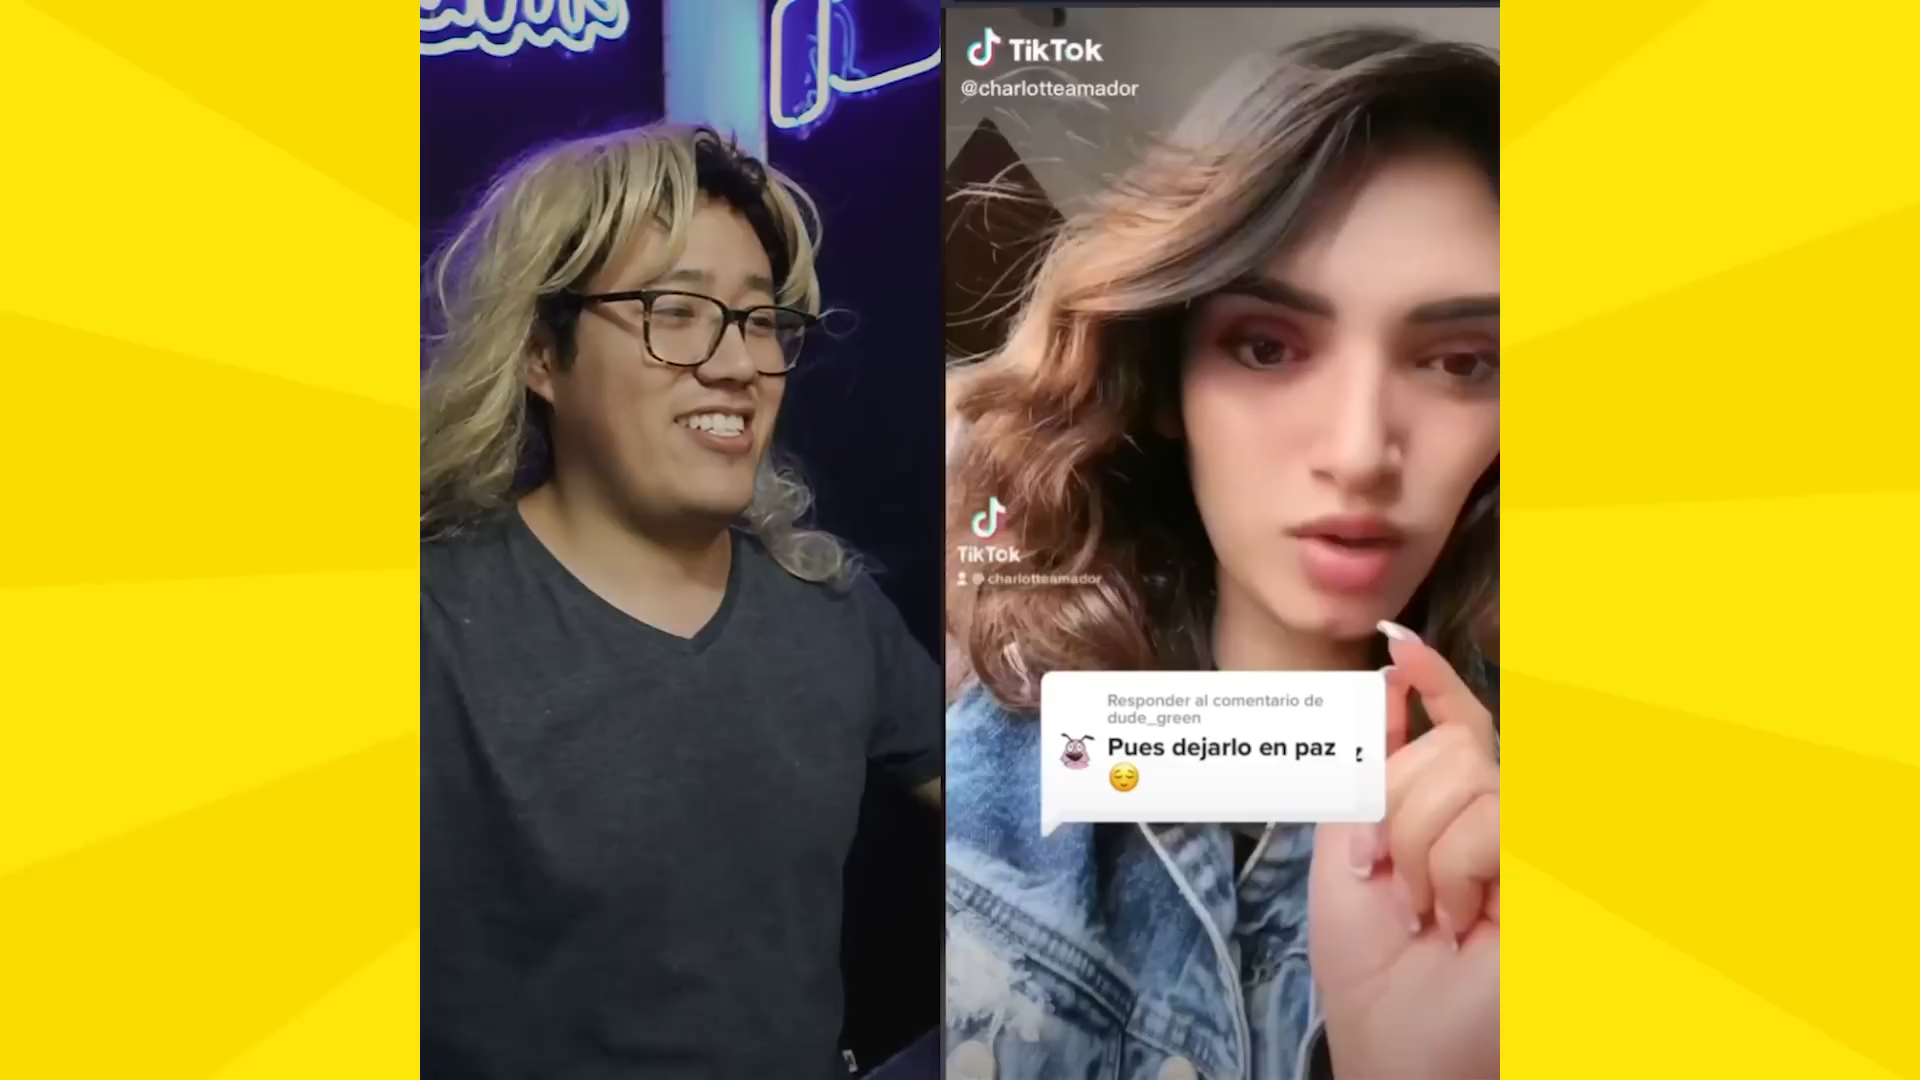 TikTok
@charlotteamador
TikTok
@ charlotteamador
Responder al comentario de
dude_green
Pues dejarlo en paz
z
😌